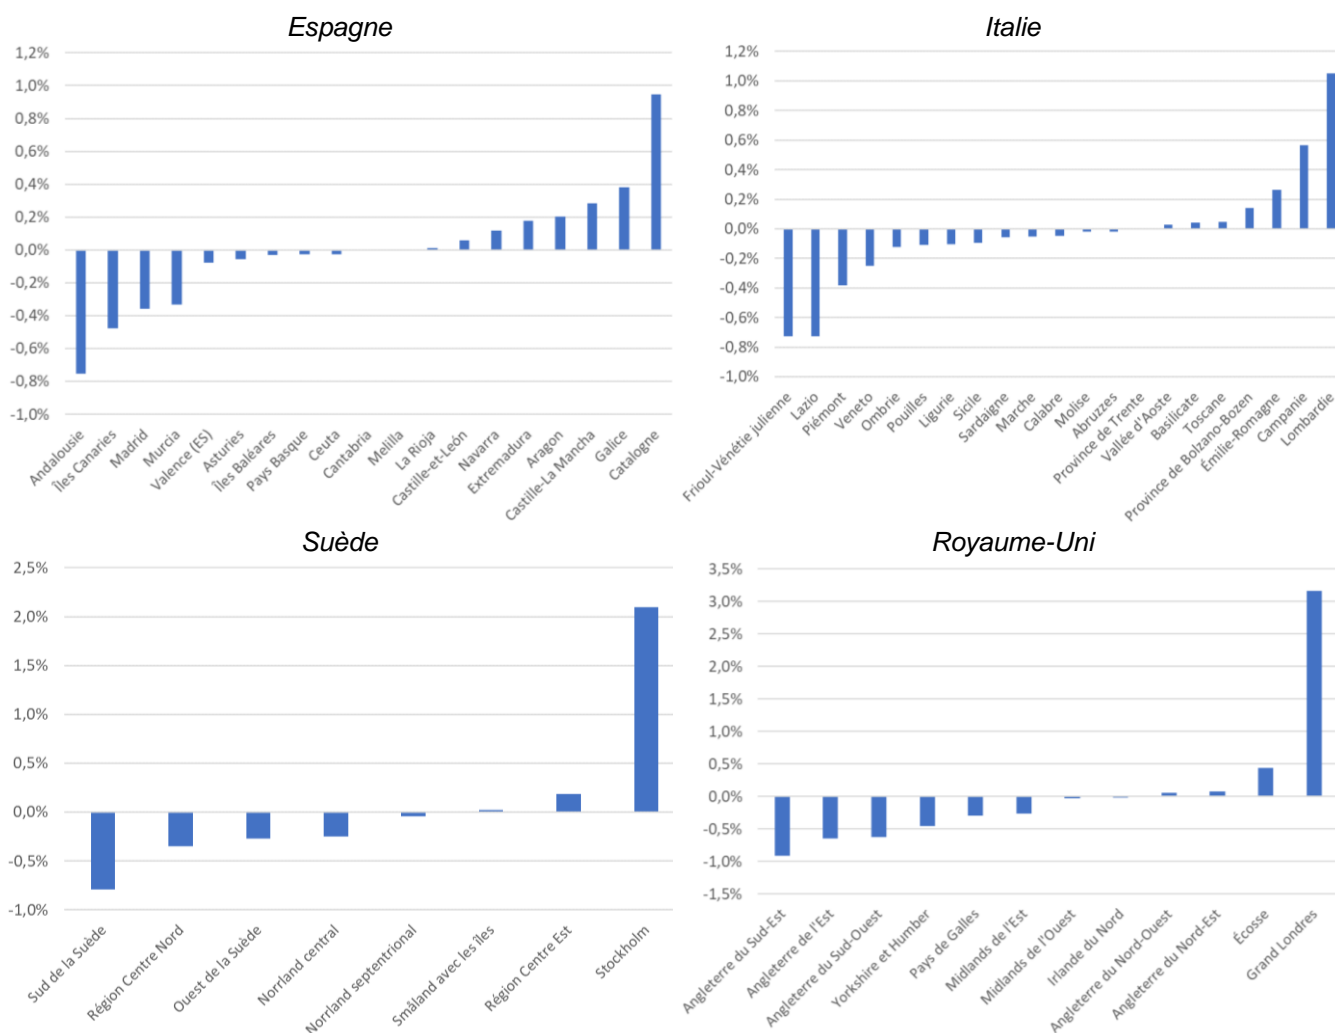 Espagne
1,2%
1,0%
0,8%
0,6%
0,4%
0,2%
0,0%
-0,2%
-0,4%
-0,6%
-0,8%
-1,0%
Andalousie
Îles Canaries
Madrid
Murcia
Valence (ES)
Asturies
Îles Baléares
Pays Basque
Ceuta
Cantabria
Melilla
La Rioja
Castille-et-León
Navarra
Extremadura
Aragon
Castille-La Mancha
Galice
Catalogne
Italie
1,2%
1,0%
0,8%
0,6%
0,4%
0,2%
0,0%
-0,2%
-0,4%
-0,6%
-0,8%
-1,0%
Frioul-Vénétie julienne
Lazio
Piémont
Veneto
Ombrie
Pouilles
Ligurie
Sicile
Sardaigne
Marche
Calabre
Molise
Abruzzes
Province de Trente
Vallée d'Aoste
Basilicate
Toscane
Province de Bolzano-Bozen
Émilie-Romagne
Campanie
Lombardie
Suède
2,5%
2,0%
1,5%
1,0%
0,5%
0,0%
-0,5%
-1,0%
Sud de la Suède
Région Centre Nord
Ouest de la Suède
Norrland central
Norrland septentrional
Småland avec les îles
Région Centre Est
Stockholm
Royaume-Uni
3,5%
3,0%
2,5%
2,0%
1,5%
1,0%
0,5%
0,0%
-0,5%
-1,0%
-1,5%
Angleterre du Sud-Est
Angleterre de l'Est
Angleterre du Sud-Ouest
Yorkshire et Humber
Pays de Galles
Midlands de l'Est
Midlands de l'Ouest
Irlande du Nord
Angleterre du Nord-Ouest
Angleterre du Nord-Est
Écosse
Grand Londres